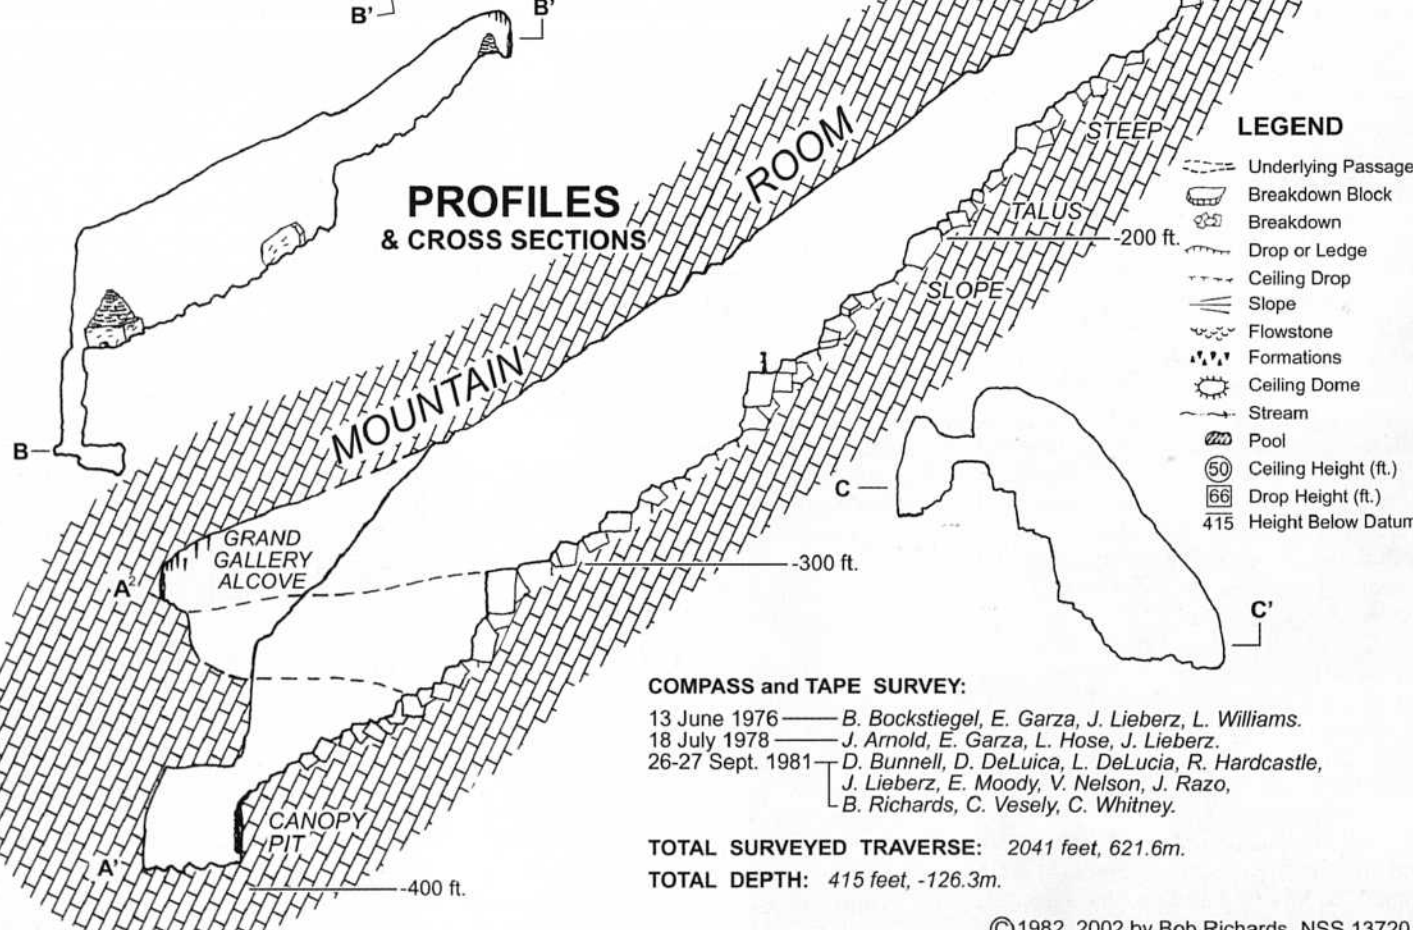 B'
B'
PROFILES
& CROSS SECTIONS
ROOM
MOUNTAIN
STEEP
TALUS
-200 ft.
SLOPE
B
GRAND
GALLERY
ALCOVE
A²
-300 ft.
C
C'
CANOPY
PIT
A'
-400 ft.
LEGEND
Underlying Passage
Breakdown Block
Breakdown
Drop or Ledge
Ceiling Drop
Slope
Flowstone
Formations
Ceiling Dome
Stream
Pool
50 Ceiling Height (ft.)
66 Drop Height (ft.)
415 Height Below Datum
COMPASS and TAPE SURVEY:
13 June 1976 B. Bockstiegel, E. Garza, J. Lieberz, L. Williams.
18 July 1978 J. Arnold, E. Garza, L. Hose, J. Lieberz.
26-27 Sept. 1981 D. Bunnell, D. DeLuica, L. DeLucia, R. Hardcastle,
J. Lieberz, E. Moody, V. Nelson, J. Razo,
B. Richards, C. Vesely, C. Whitney.
TOTAL SURVEYED TRAVERSE: 2041 feet, 621.6m.
TOTAL DEPTH: 415 feet, -126.3m.
©1982, 2002 by Bob Richards, NSS 13720